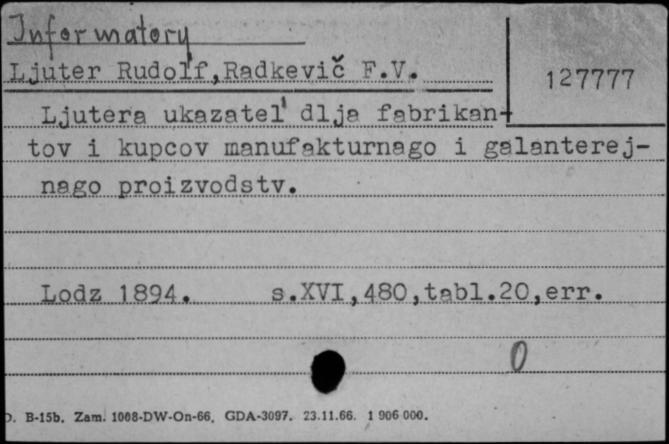 Informatory
Ljuter Rudolf, Radkevič F.V.
127777
Ljutera ukazatel' dlja fabrikan-
tov i kupcov manufakturnago i galanterej-
nago proizvodstv.
Lodz 1894. s.XVI,480,tabl.20,err.
0
D. B-15b. Zam. 1008-DW-On-66. GDA-3097. 23.11.66. 1 906 000.